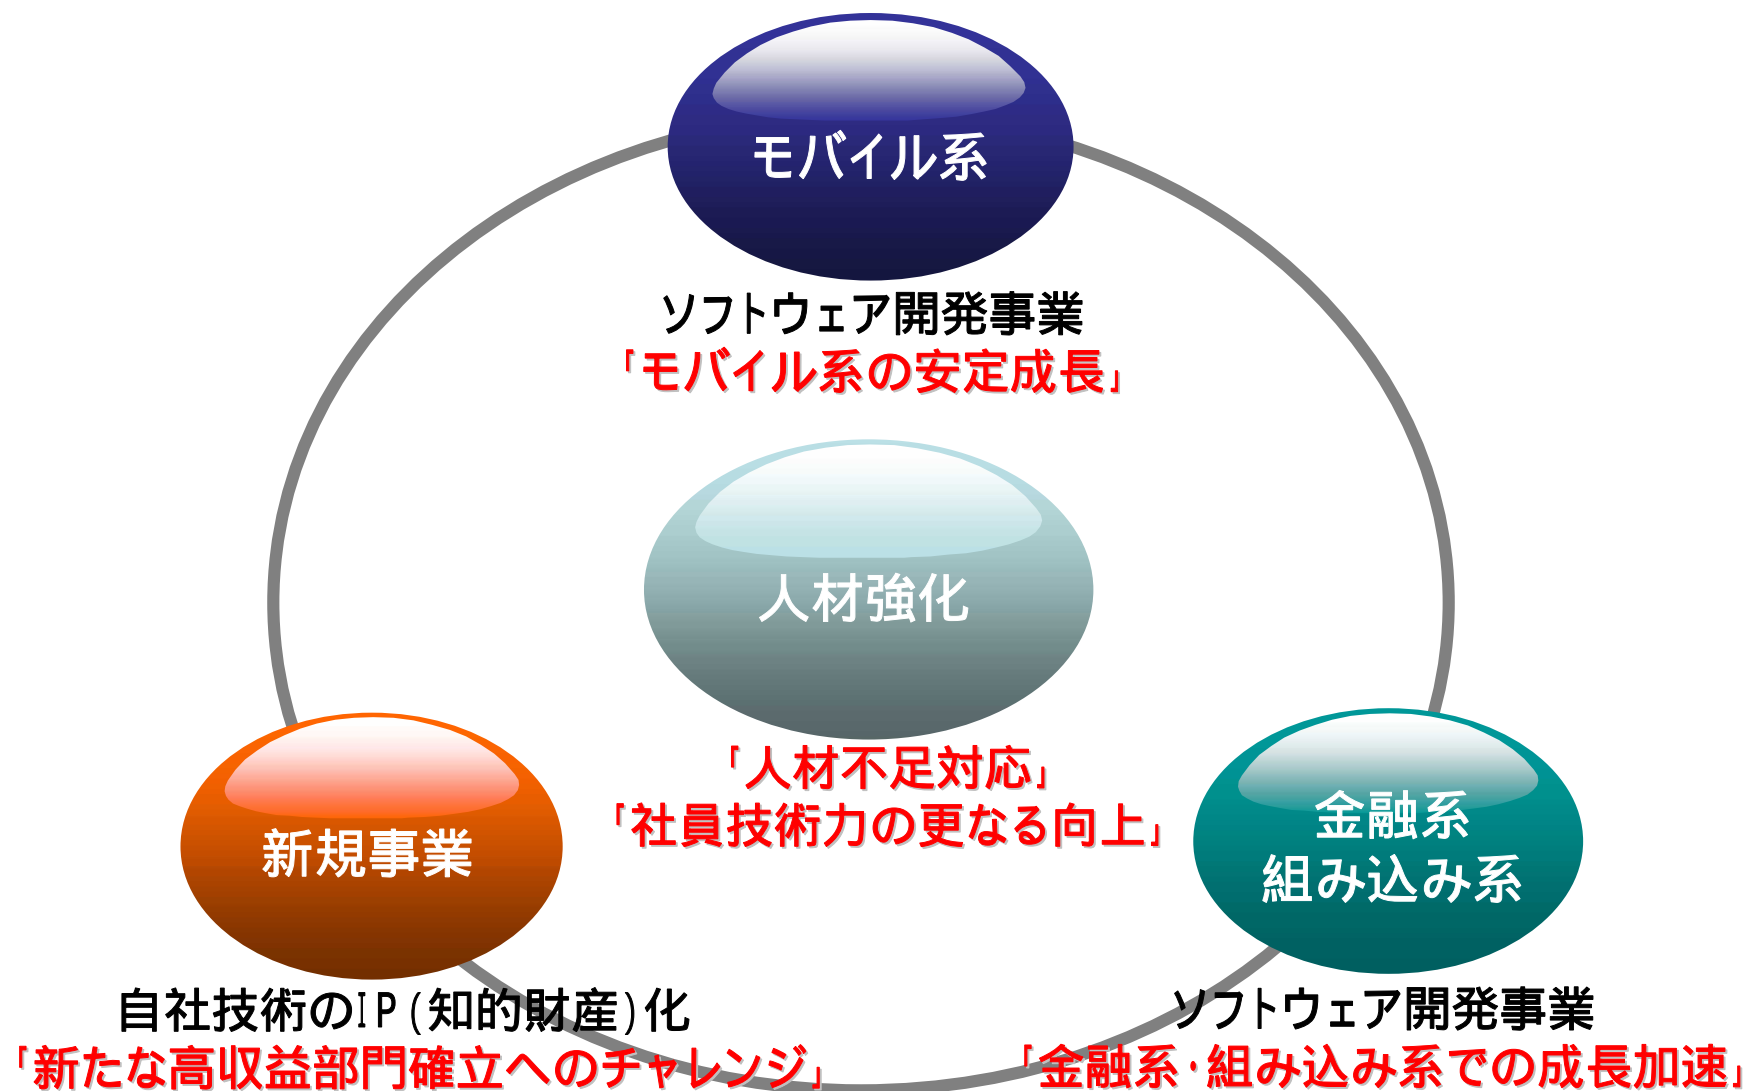 モバイル系
ソフトウェア開発事業
「モバイル系の安定成長」
人材強化
「人材不足対応」
「社員技術力の更なる向上」
新規事業
自社技術のIP(知的財産)化
「新たな高収益部門確立へのチャレンジ」
金融系
組み込み系
ソフトウェア開発事業
「金融系・組み込み系での成長加速」